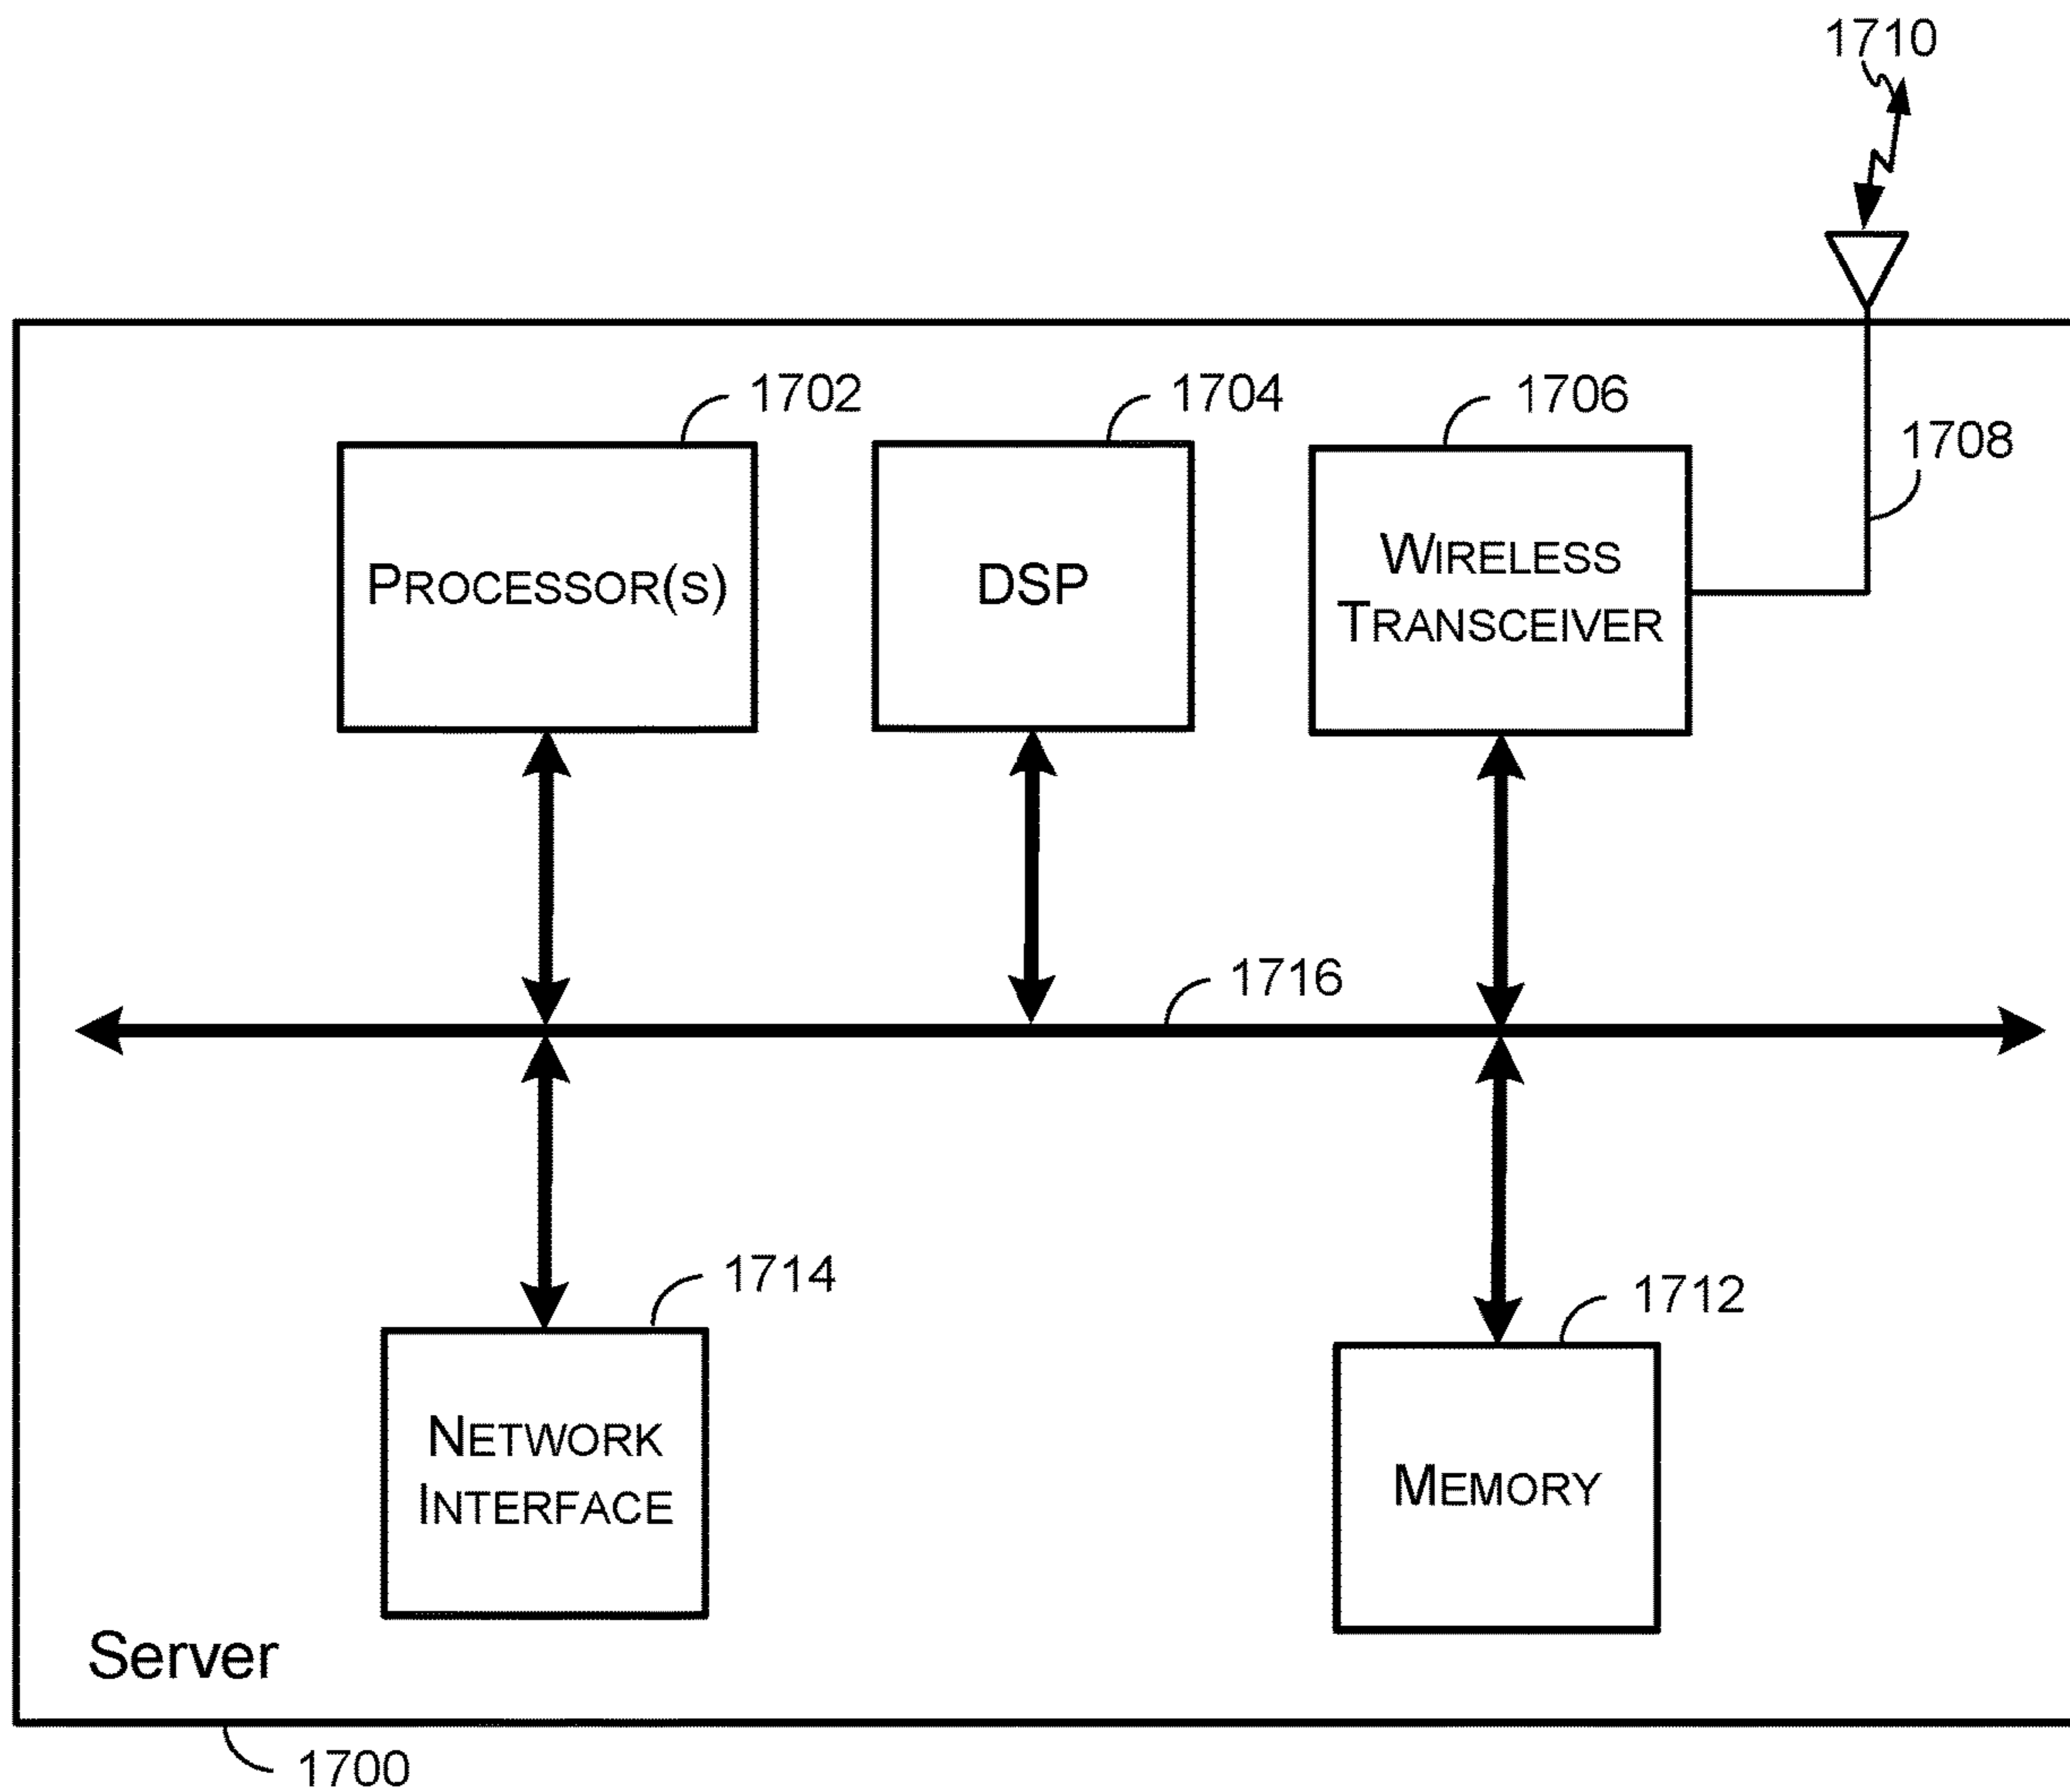 1710
1702
1704
1706
1708
PROCESSOR(S)
DSP
WIRELESS
TRANSCEIVER
1716
1714
1712
NETWORK
INTERFACE
MEMORY
Server
1700